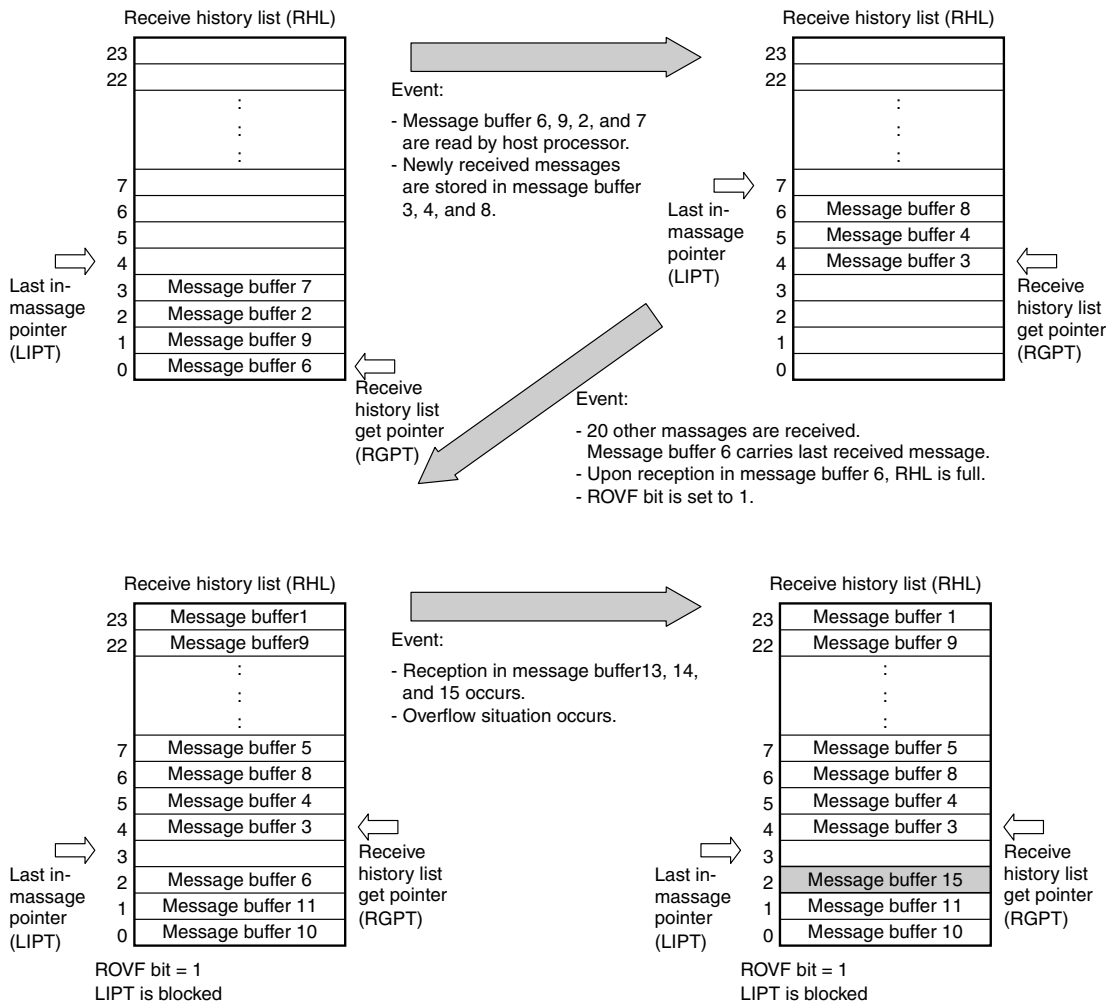 Receive history list (RHL)
23
22
:
:
:
7
6
5
4
3 Message buffer 7
2 Message buffer 2
1 Message buffer 9
0 Message buffer 6
Last in-
massage
pointer
(LIPT)
Receive
history list
get pointer
(RGPT)
Event:
- Message buffer 6, 9, 2, and 7
are read by host processor.
- Newly received messages
are stored in message buffer
3, 4, and 8.
Receive history list (RHL)
23
22
:
:
:
7
6 Message buffer 8
5 Message buffer 4
4 Message buffer 3
3
2
1
0
Last in-
massage
pointer
(LIPT)
Receive
history list
get pointer
(RGPT)
Event:
- 20 other massages are received.
Message buffer 6 carries last received message.
- Upon reception in message buffer 6, RHL is full.
- ROVF bit is set to 1.
Receive history list (RHL)
23 Message buffer1
22 Message buffer9
:
:
:
7 Message buffer 5
6 Message buffer 8
5 Message buffer 4
4 Message buffer 3
3
2 Message buffer 6
1 Message buffer 11
0 Message buffer 10
Last in-
massage
pointer
(LIPT)
Receive
history list
get pointer
(RGPT)
ROVF bit = 1
LIPT is blocked
Event:
- Reception in message buffer13, 14,
and 15 occurs.
- Overflow situation occurs.
Receive history list (RHL)
23 Message buffer 1
22 Message buffer 9
:
:
:
7 Message buffer 5
6 Message buffer 8
5 Message buffer 4
4 Message buffer 3
3
2 Message buffer 15
1 Message buffer 11
0 Message buffer 10
Last in-
massage
pointer
(LIPT)
Receive
history list
get pointer
(RGPT)
ROVF bit = 1
LIPT is blocked